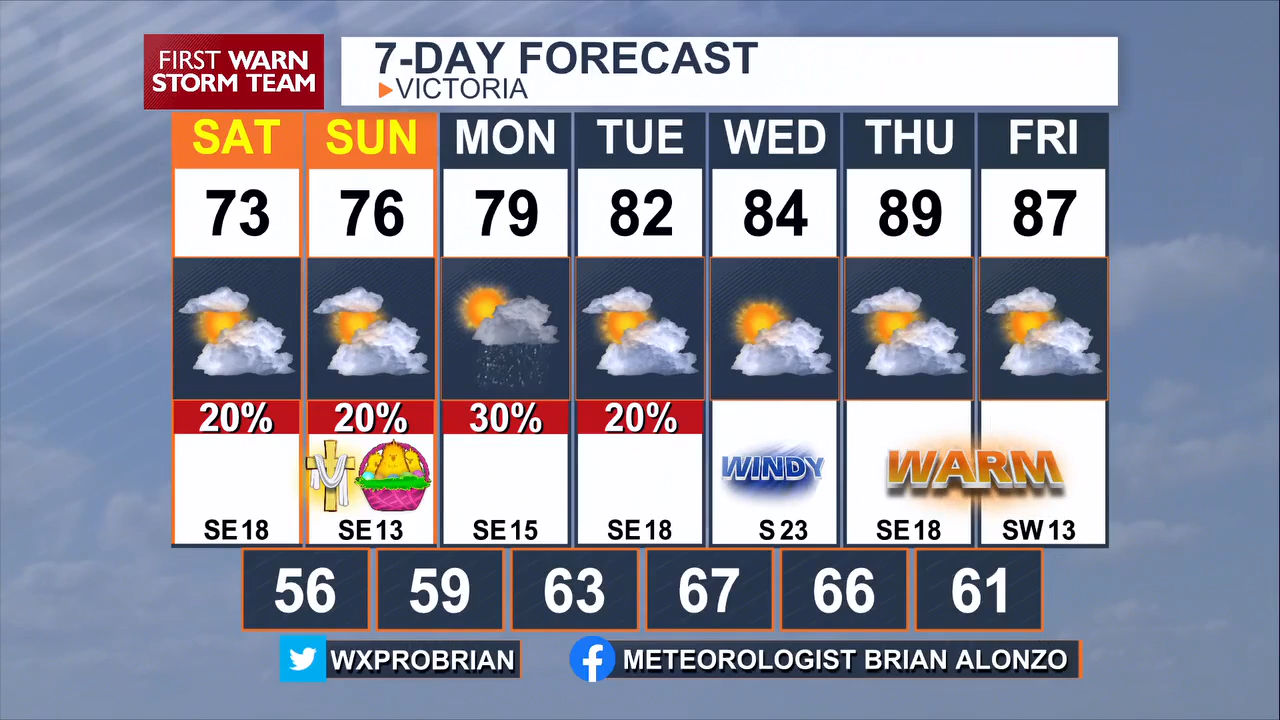 FIRST WARN
STORM TEAM
7-DAY FORECAST
VICTORIA
SAT SUN MON TUE WED THU FRI
73 76 79 82 84 89 87
20% 20% 30% 20%
WINDY WARM
SE 18 SE 13 SE 15 SE 18 S 23 SE 18 SW 13
56 59 63 67 66 61
WXPROBRIAN METEOROLOGIST BRIAN ALONZO